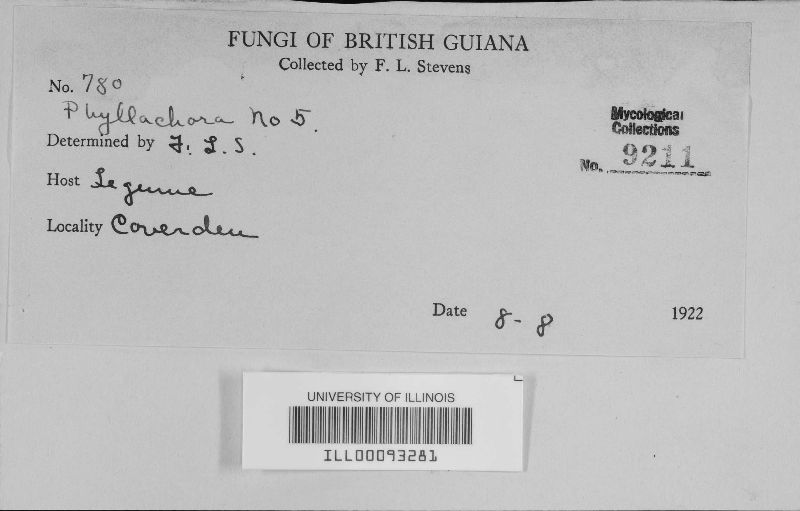 FUNGI OF BRITISH GUIANA
Collected by F. L. Stevens
No. 780
Phyllachora No 5.
Determined by F. L. S.
Host Legume
Locality Coverden
Mycological
Collections
No. 9211
Date 8-8 1922
UNIVERSITY OF ILLINOIS
ILL00093281